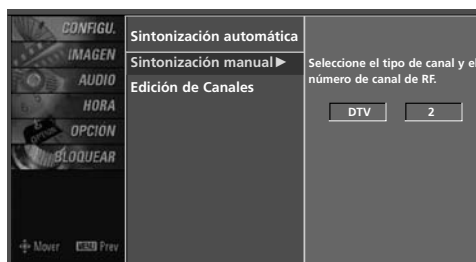 CONFIGU.
IMAGEN
AUDIO
HORA
OPCIÓN
BLOQUEAR
Mover MENU Prev
Sintonización automática
Sintonización manual
Edición de Canales
Seleccione el tipo de canal y el
número de canal de RF.
DTV 2